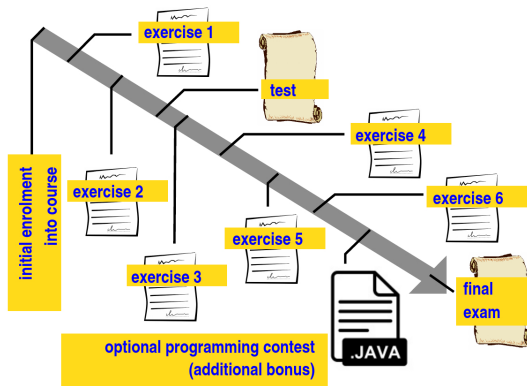 initial enrolment
into course
exercise 1
exercise 2
test
exercise 3
exercise 4
exercise 5
exercise 6
optional programming contest
(additional bonus)
.JAVA
final
exam